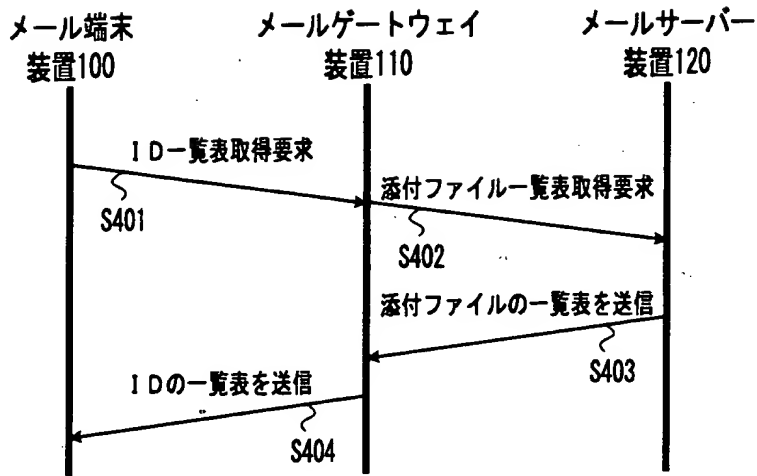 メール端末
装置100
メールゲートウェイ
装置110
メールサーバー
装置120
ID一覧表取得要求
S401
添付ファイル一覧表取得要求
S402
添付ファイルの一覧表を送信
S403
IDの一覧表を送信
S404